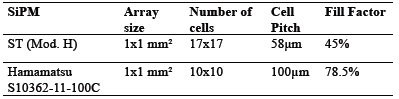 SiPM Array size Number of cells Cell Pitch Fill Factor
ST (Mod. H) 1x1 mm² 17x17 58μm 45%
Hamamatsu S10362-11-100C 1x1 mm² 10x10 100μm 78.5%